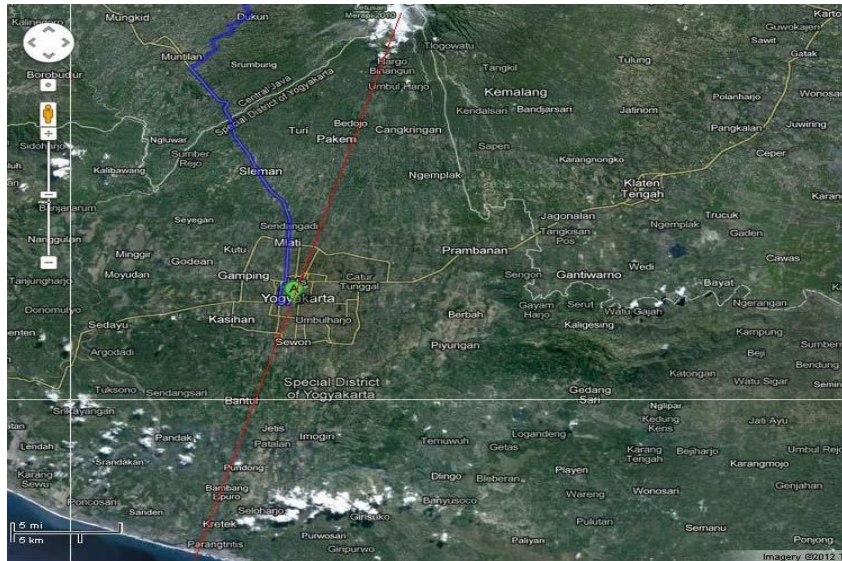 Kalinegoro
Mungkid
Dukun
Letusan
Merapi 2010
Karto
Guwokajen
Sawit
Gatak
Muntilan
Srumbung
Tlogowatu
Hargo
Binangun
Tangkil
Tulung
Borobudur
Central Java
Special District of Yogyakarta
Umbul Harjo
Kemalang
Polanharjo
Wonosari
Turi
Bedojo
Pakem
Cangkringan
Kendalsari
Bandjarsari
Jatinom
Pangkalan
Juwiring
Sidoharjo
Ngluwar
Sumber
Rejo
Kalibawang
Sleman
Sapen
Karangnongko
Ceper
Ngemplak
Klaten
Tengah
Banjararum
Seyegan
Sendangadi
Mlati
Jagonalan
Tangkisan
Pos
Trucuk
Ngemplak
Gaden
Nanggulan
Minggir
Godean
Kutu
Prambanan
Wedi
Cawas
Tanjungharjo
Moyudan
Gamping
Catur
Tunggal
Sengon
Gantiwarno
Bayat
Yogyakarta
Donomulyo
Sedayu
Kasihan
Umbulharjo
Berbah
Gayam
Harjo
Serut
Watu Gajah
Ngerangan
Kaligesing
Kampung
Argodadi
Sewon
Piyungan
Beji
Bendung
Tuksono
Sendangsari
Special District
of Yogyakarta
Katongan
Watu Sigar
Gedang
Sari
Srikayangan
Bantul
Nglipar
Kedung
Keris
Jati Ayu
Lendah
Pandak
Jetis
Patalan
Imogiri
Temuwuh
Logandeng
Getas
Karang
Tengah
Bejiharjo
Umbul Rejo
Karang
Sewu
Srandakan
Pundong
Dlingo
Bleberan
Playen
Karangmojo
Bambang
Lipuro
Poncosari
Sanden
Seloharjo
Girisuko
Banyusoco
Wareng
Wonosari
Genjahan
Kretek
Pulutan
Semanu
Parangtritis
Purwosari
Giripurwo
Paliyan
Ponjong
5 mi
5 km
Imagery ©2012 T